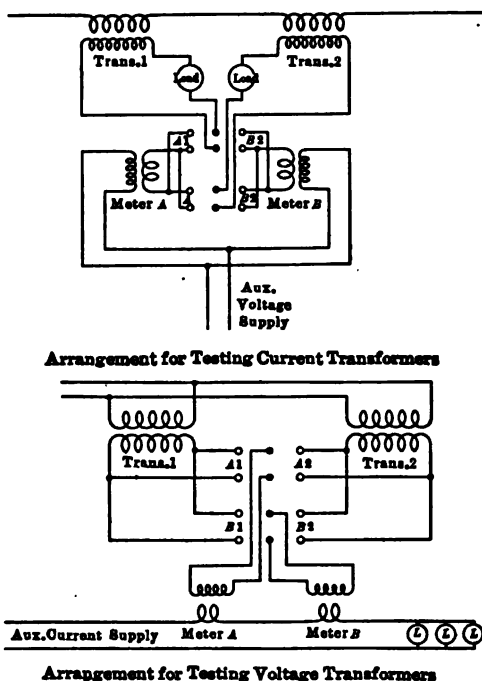 Trans.1 Trans.2
Load Load
A1 B2
A B2
Meter A Meter B
Aux.
Voltage
Supply
Arrangement for Testing Current Transformers
Trans.1 Trans.2
A1 A2
B1 B2
Aux.Current Supply Meter A Meter B L L L
Arrangement for Testing Voltage Transformers